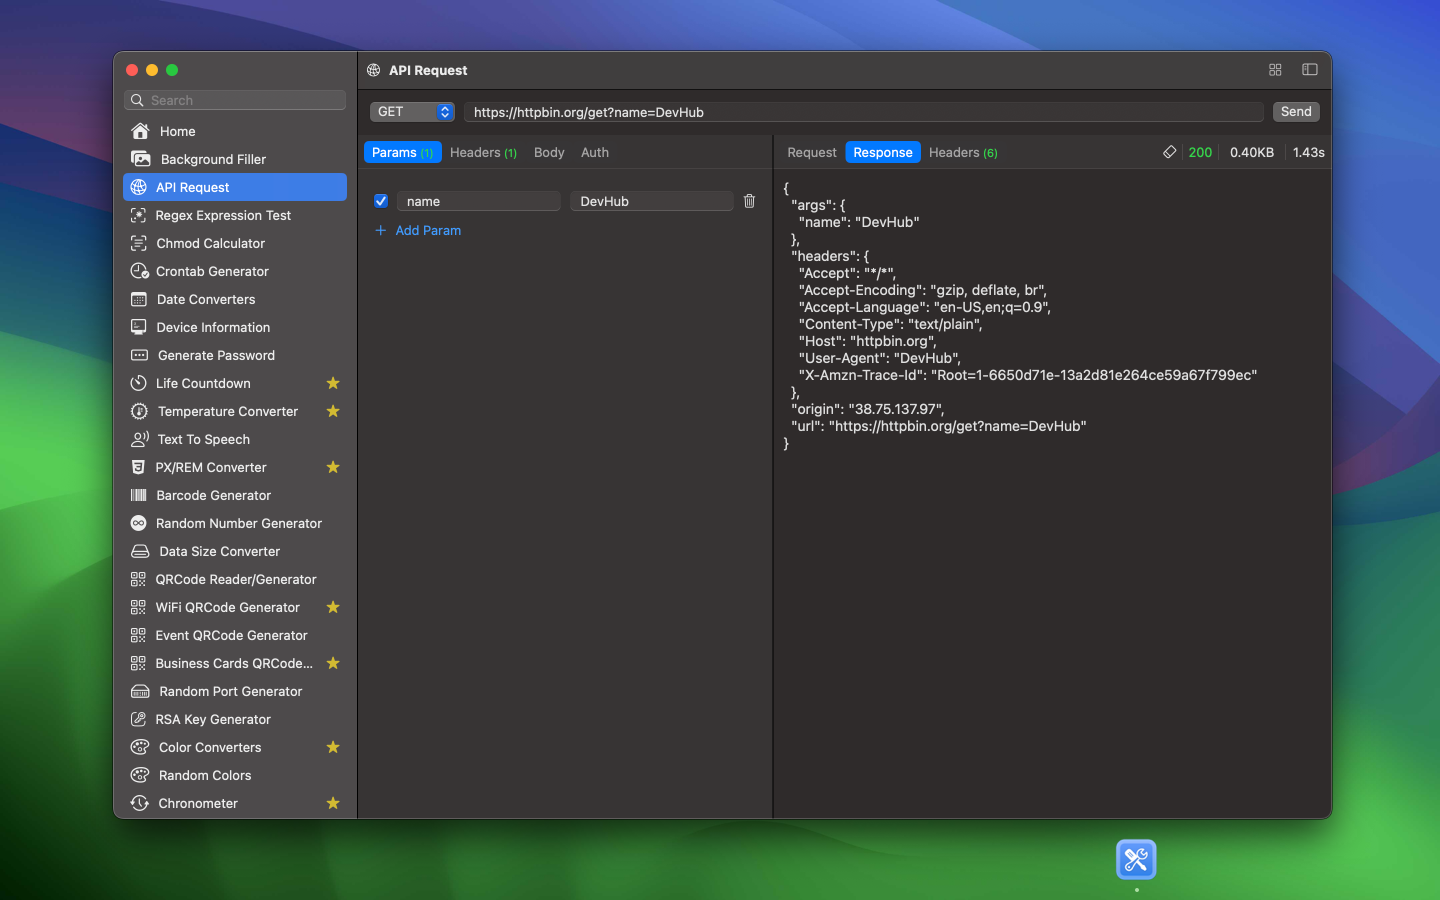 Search
Home
Background Filler
API Request
Regex Expression Test
Chmod Calculator
Crontab Generator
Date Converters
Device Information
Generate Password
Life Countdown
Temperature Converter
Text To Speech
PX/REM Converter
Barcode Generator
Random Number Generator
Data Size Converter
QRCode Reader/Generator
WiFi QRCode Generator
Event QRCode Generator
Business Cards QRCode...
Random Port Generator
RSA Key Generator
Color Converters
Random Colors
Chronometer
API Request
GET https://httpbin.org/get?name=DevHub Send
Params (1) Headers (1) Body Auth
name DevHub
Add Param
Request Response Headers (6) 200 0.40KB 1.43s
{
"args": {
"name": "DevHub"
},
"headers": {
"Accept": "*/*",
"Accept-Encoding": "gzip, deflate, br",
"Accept-Language": "en-US,en;q=0.9",
"Content-Type": "text/plain",
"Host": "httpbin.org",
"User-Agent": "DevHub",
"X-Amzn-Trace-Id": "Root=1-6650d71e-13a2d81e264ce59a67f799ec"
},
"origin": "38.75.137.97",
"url": "https://httpbin.org/get?name=DevHub"
}